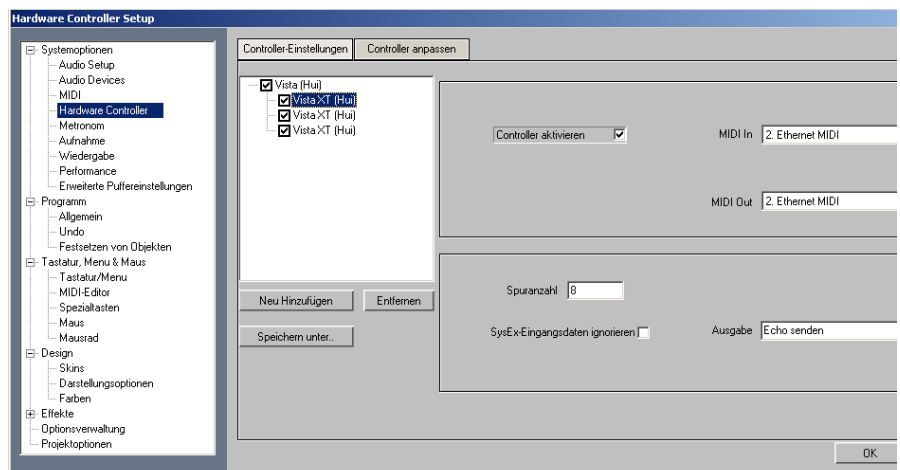 Hardware Controller Setup
Systemoptionen
Audio Setup
Audio Devices
MIDI
Hardware Controller
Metronom
Aufnahme
Wiedergabe
Performance
Erweiterte Puffereinstellungen
Programm
Allgemein
Undo
Festsetzen von Objekten
Tastatur, Menu & Maus
Tastatur/Menu
MIDI-Editor
Spezialtasten
Maus
Mausrad
Design
Skins
Darstellungsoptionen
Farben
Effekte
Optionsverwaltung
Projektoptionen
Controller-Einstellungen
Controller anpassen
Vista (Hui)
Vista XT (Hui)
Vista XT (Hui)
Vista XT (Hui)
Neu Hinzufügen
Entfernen
Speichern unter..
Controller aktivieren
MIDI In
2. Ethernet MIDI
MIDI Out
2. Ethernet MIDI
Spuranzahl
8
SysEx-Eingangsdaten ignorieren
Ausgabe
Echo senden
OK